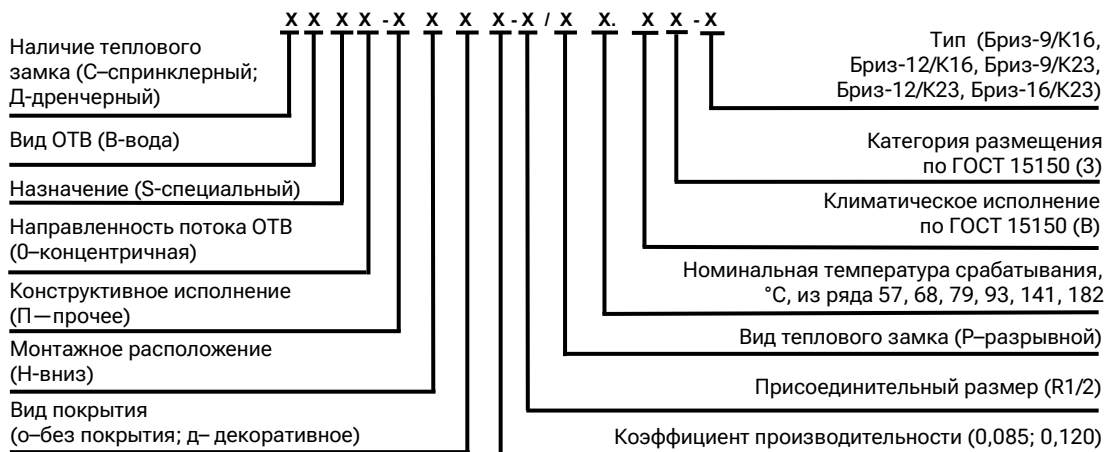 X X X X - X X X X - X / X X. X X - X
Наличие теплового
замка (С–спринклерный;
Д-дренчерный)
Вид ОТВ (В-вода)
Назначение (S-специальный)
Направленность потока ОТВ
(0–концентричная)
Конструктивное исполнение
(П—прочее)
Монтажное расположение
(Н-вниз)
Вид покрытия
(о–без покрытия; д– декоративное)
Тип (Бриз-9/К16,
Бриз-12/К16, Бриз-9/К23,
Бриз-12/К23, Бриз-16/К23)
Категория размещения
по ГОСТ 15150 (3)
Климатическое исполнение
по ГОСТ 15150 (В)
Номинальная температура срабатывания,
°С, из ряда 57, 68, 79, 93, 141, 182
Вид теплового замка (Р–разрывной)
Присоединительный размер (R1/2)
Коэффициент производительности (0,085; 0,120)